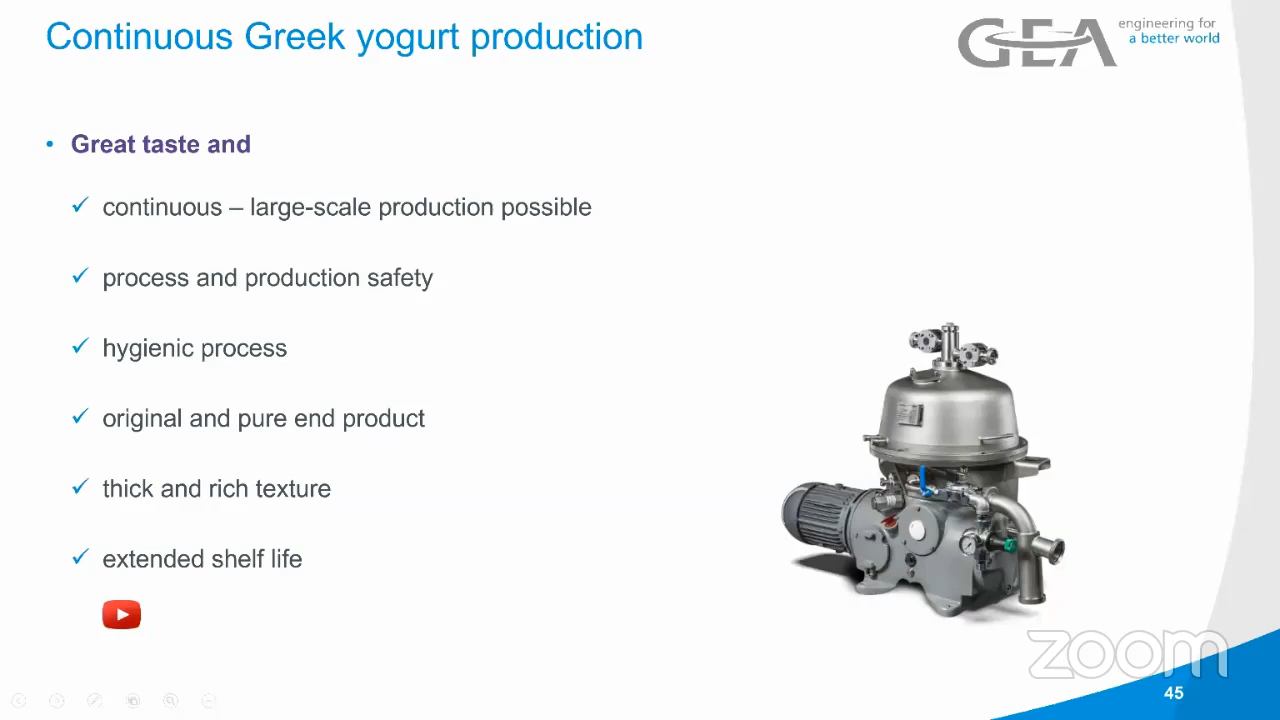 Continuous Greek yogurt production
GEA
engineering for
a better world
• Great taste and
✓ continuous – large-scale production possible
✓ process and production safety
✓ hygienic process
✓ original and pure end product
✓ thick and rich texture
✓ extended shelf life
zoom
45